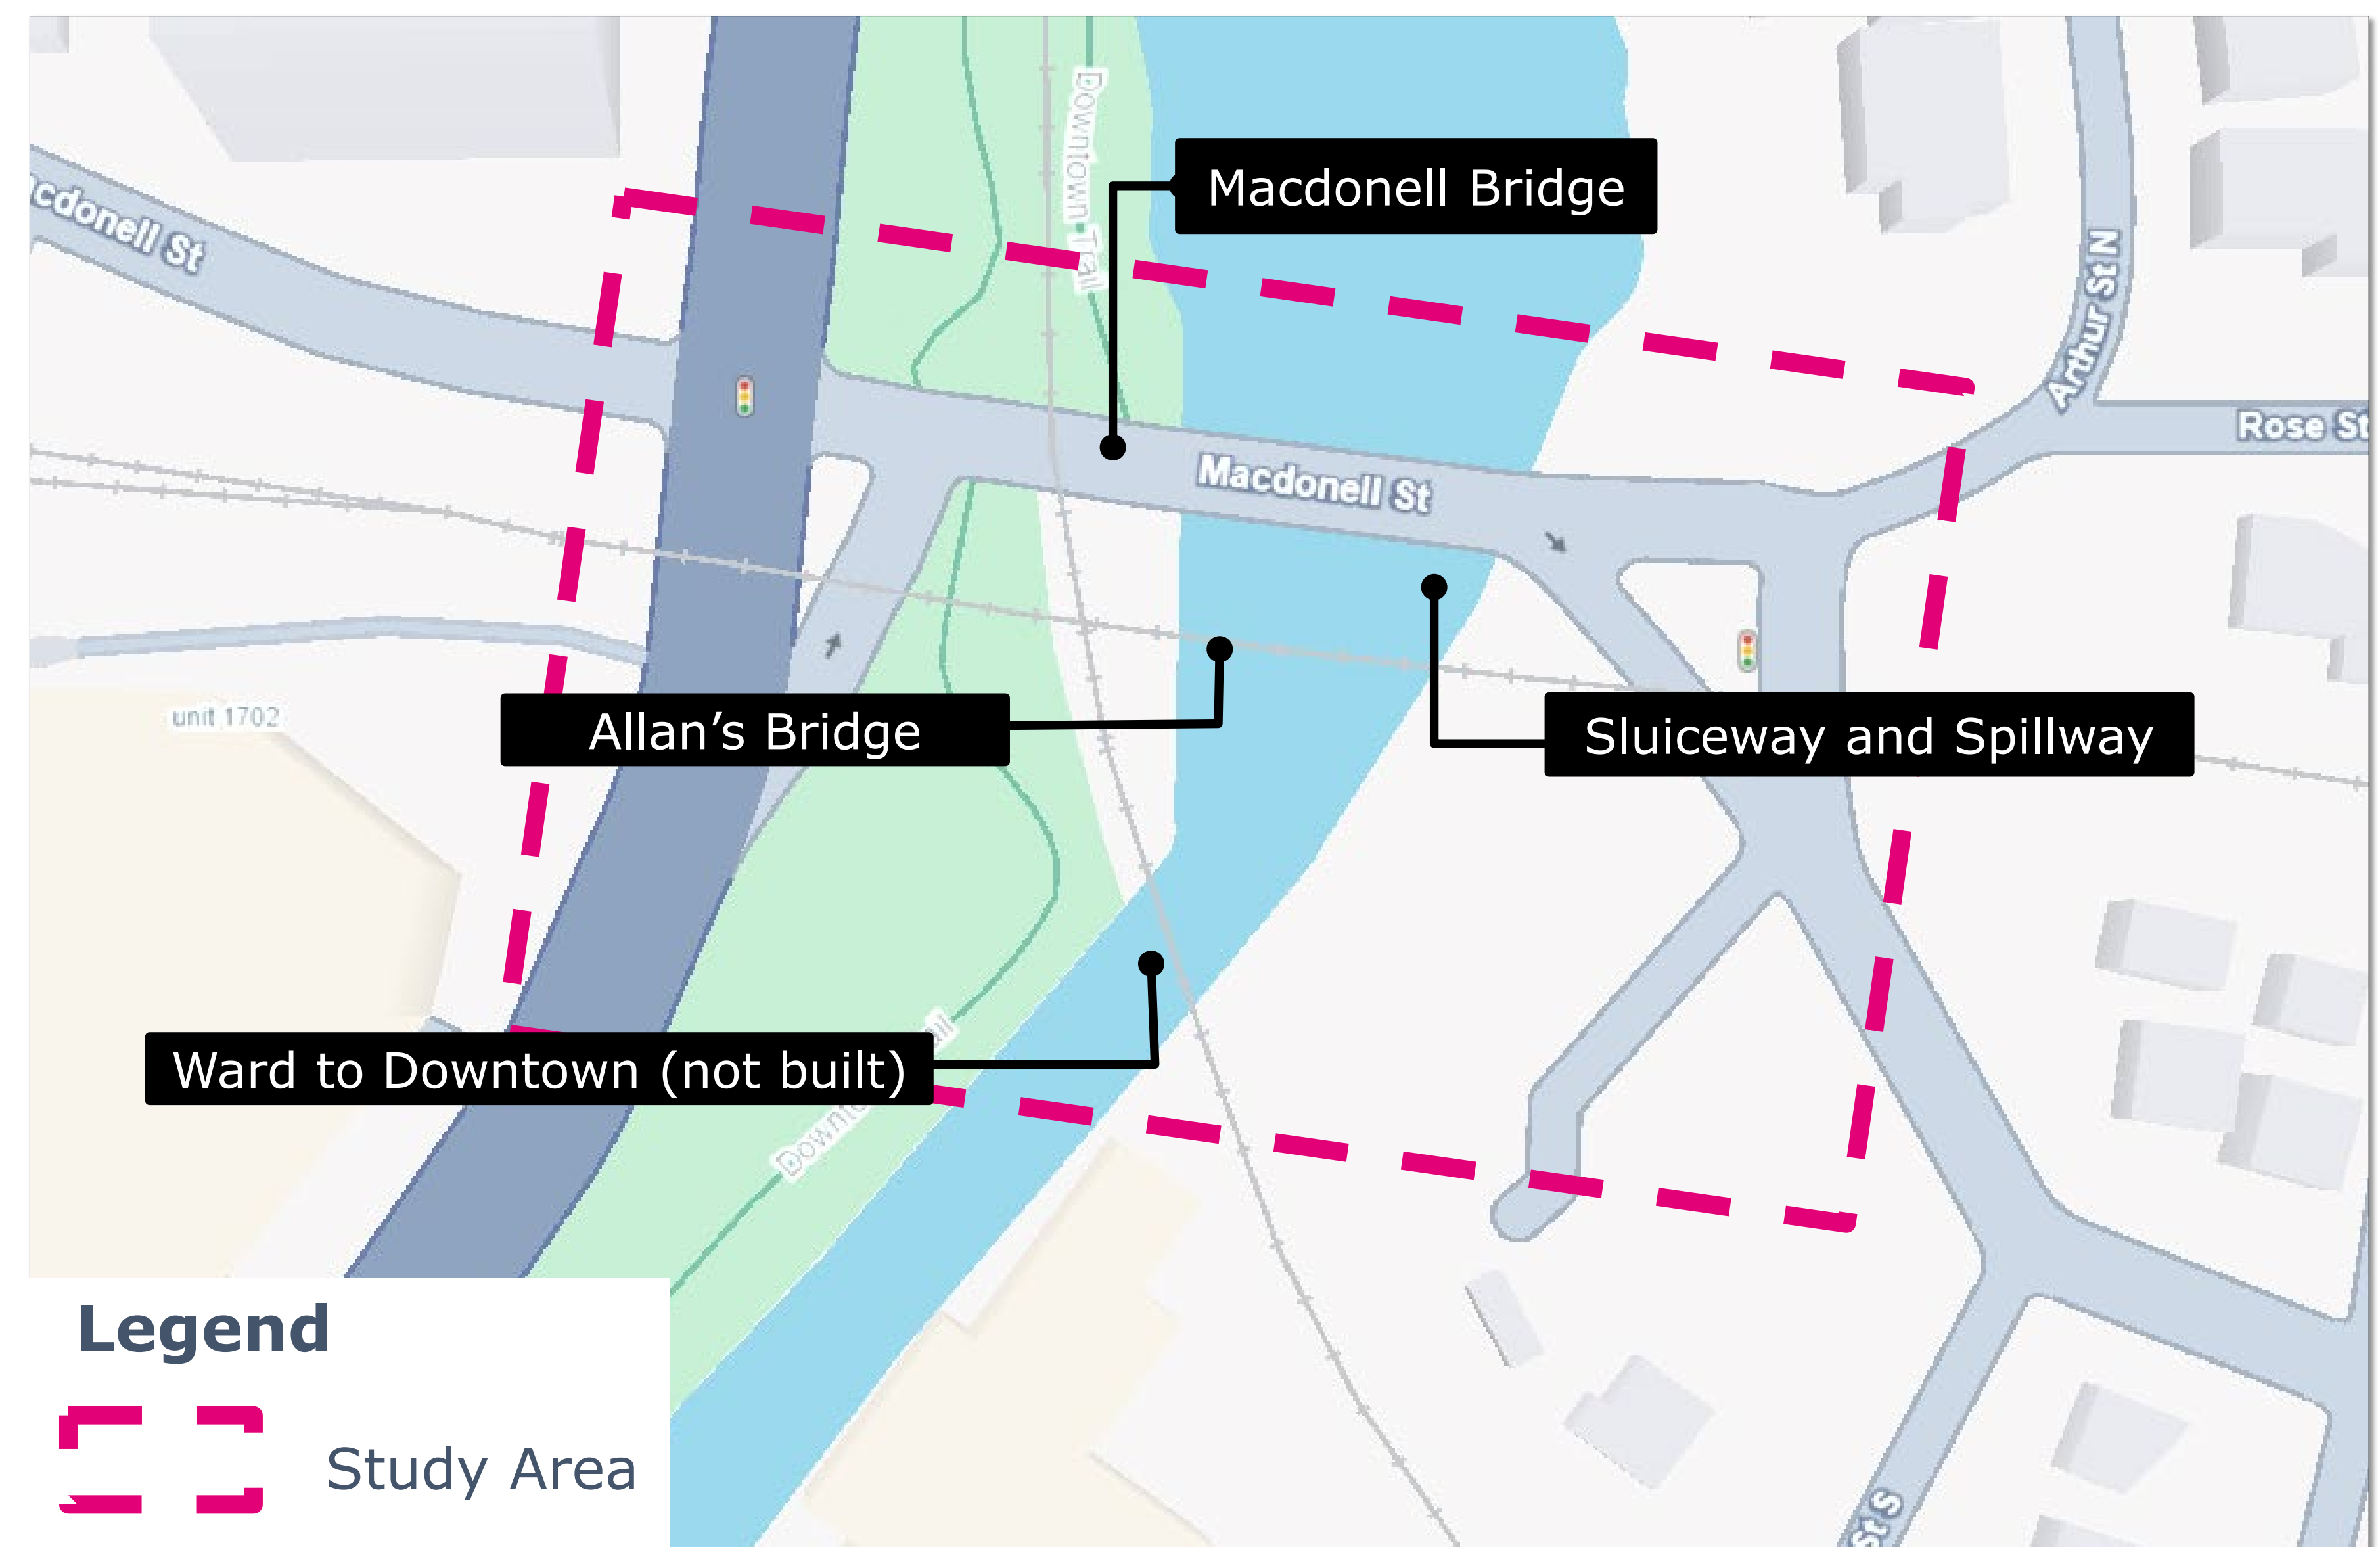 Downtown Trail
Macdonell Bridge
cdonell St
Arthur St N
Rose St
Macdonell St
unit 1702
Allan’s Bridge
Sluiceway and Spillway
Ward to Downtown (not built)
St S
Legend
Study Area